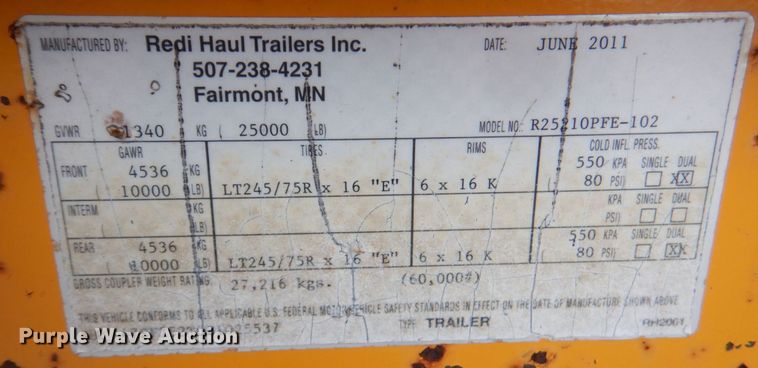 MANUFACTURED BY: Redi Haul Trailers Inc. DATE: JUNE 2011
507-238-4231
Fairmont, MN
GVWR 1340 KG ( 25000 LB) MODEL NO: R25210PFE-102
GAWR TIRES RIMS COLD INFL. PRESS.
FRONT 4536 KG 550 KPA SINGLE DUAL
10000 LB) LT245/75R x 16 "E" 6 x 16 K 80 PSI) XX
INTERM KG KPA SINGLE DUAL
LB) PSI)
REAR 4536 KG 550 KPA SINGLE DUAL
10000 LB) LT245/75R x 16 "E" 6 x 16 K 80 PSI) XX
GROSS COUPLER WEIGHT RATING: 27,216 kgs. (60,000#)
THIS VEHICLE CONFORMS TO ALL APPLICABLE U.S. FEDERAL MOTOR VEHICLE SAFETY STANDARDS IN EFFECT ON THE DATE OF MANUFACTURE SHOWN ABOVE
TYPE TRAILER RH2001
Purple Wave Auction